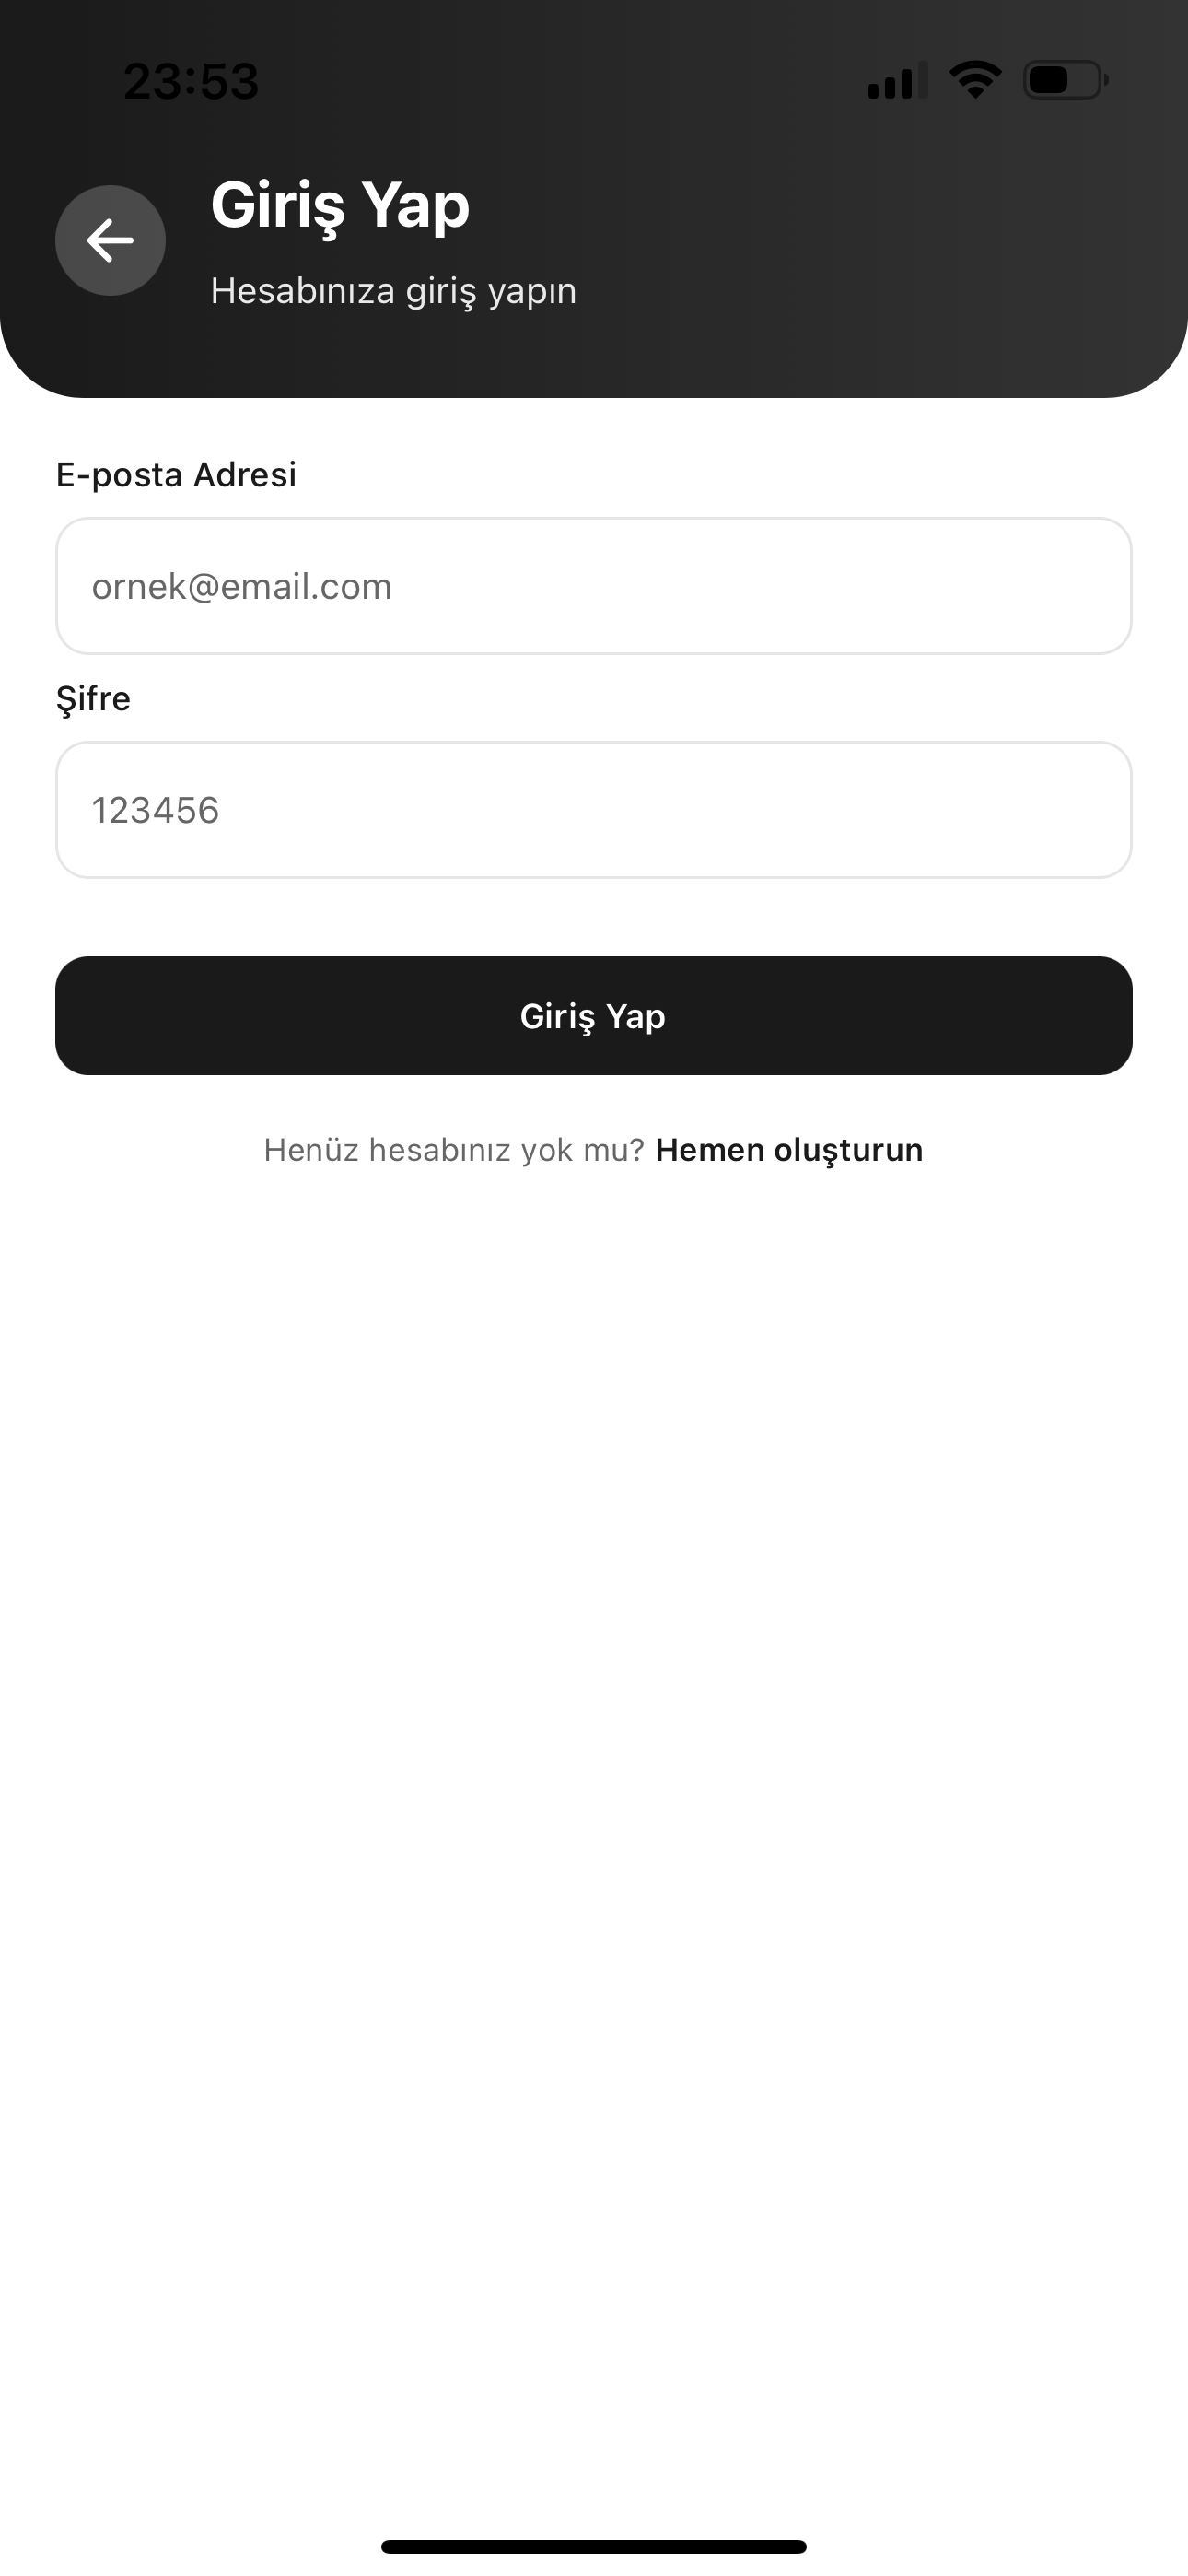 23:53
Giriş Yap
Hesabınıza giriş yapın
E-posta Adresi
ornek@email.com
Şifre
123456
Giriş Yap
Henüz hesabınız yok mu? Hemen oluşturun